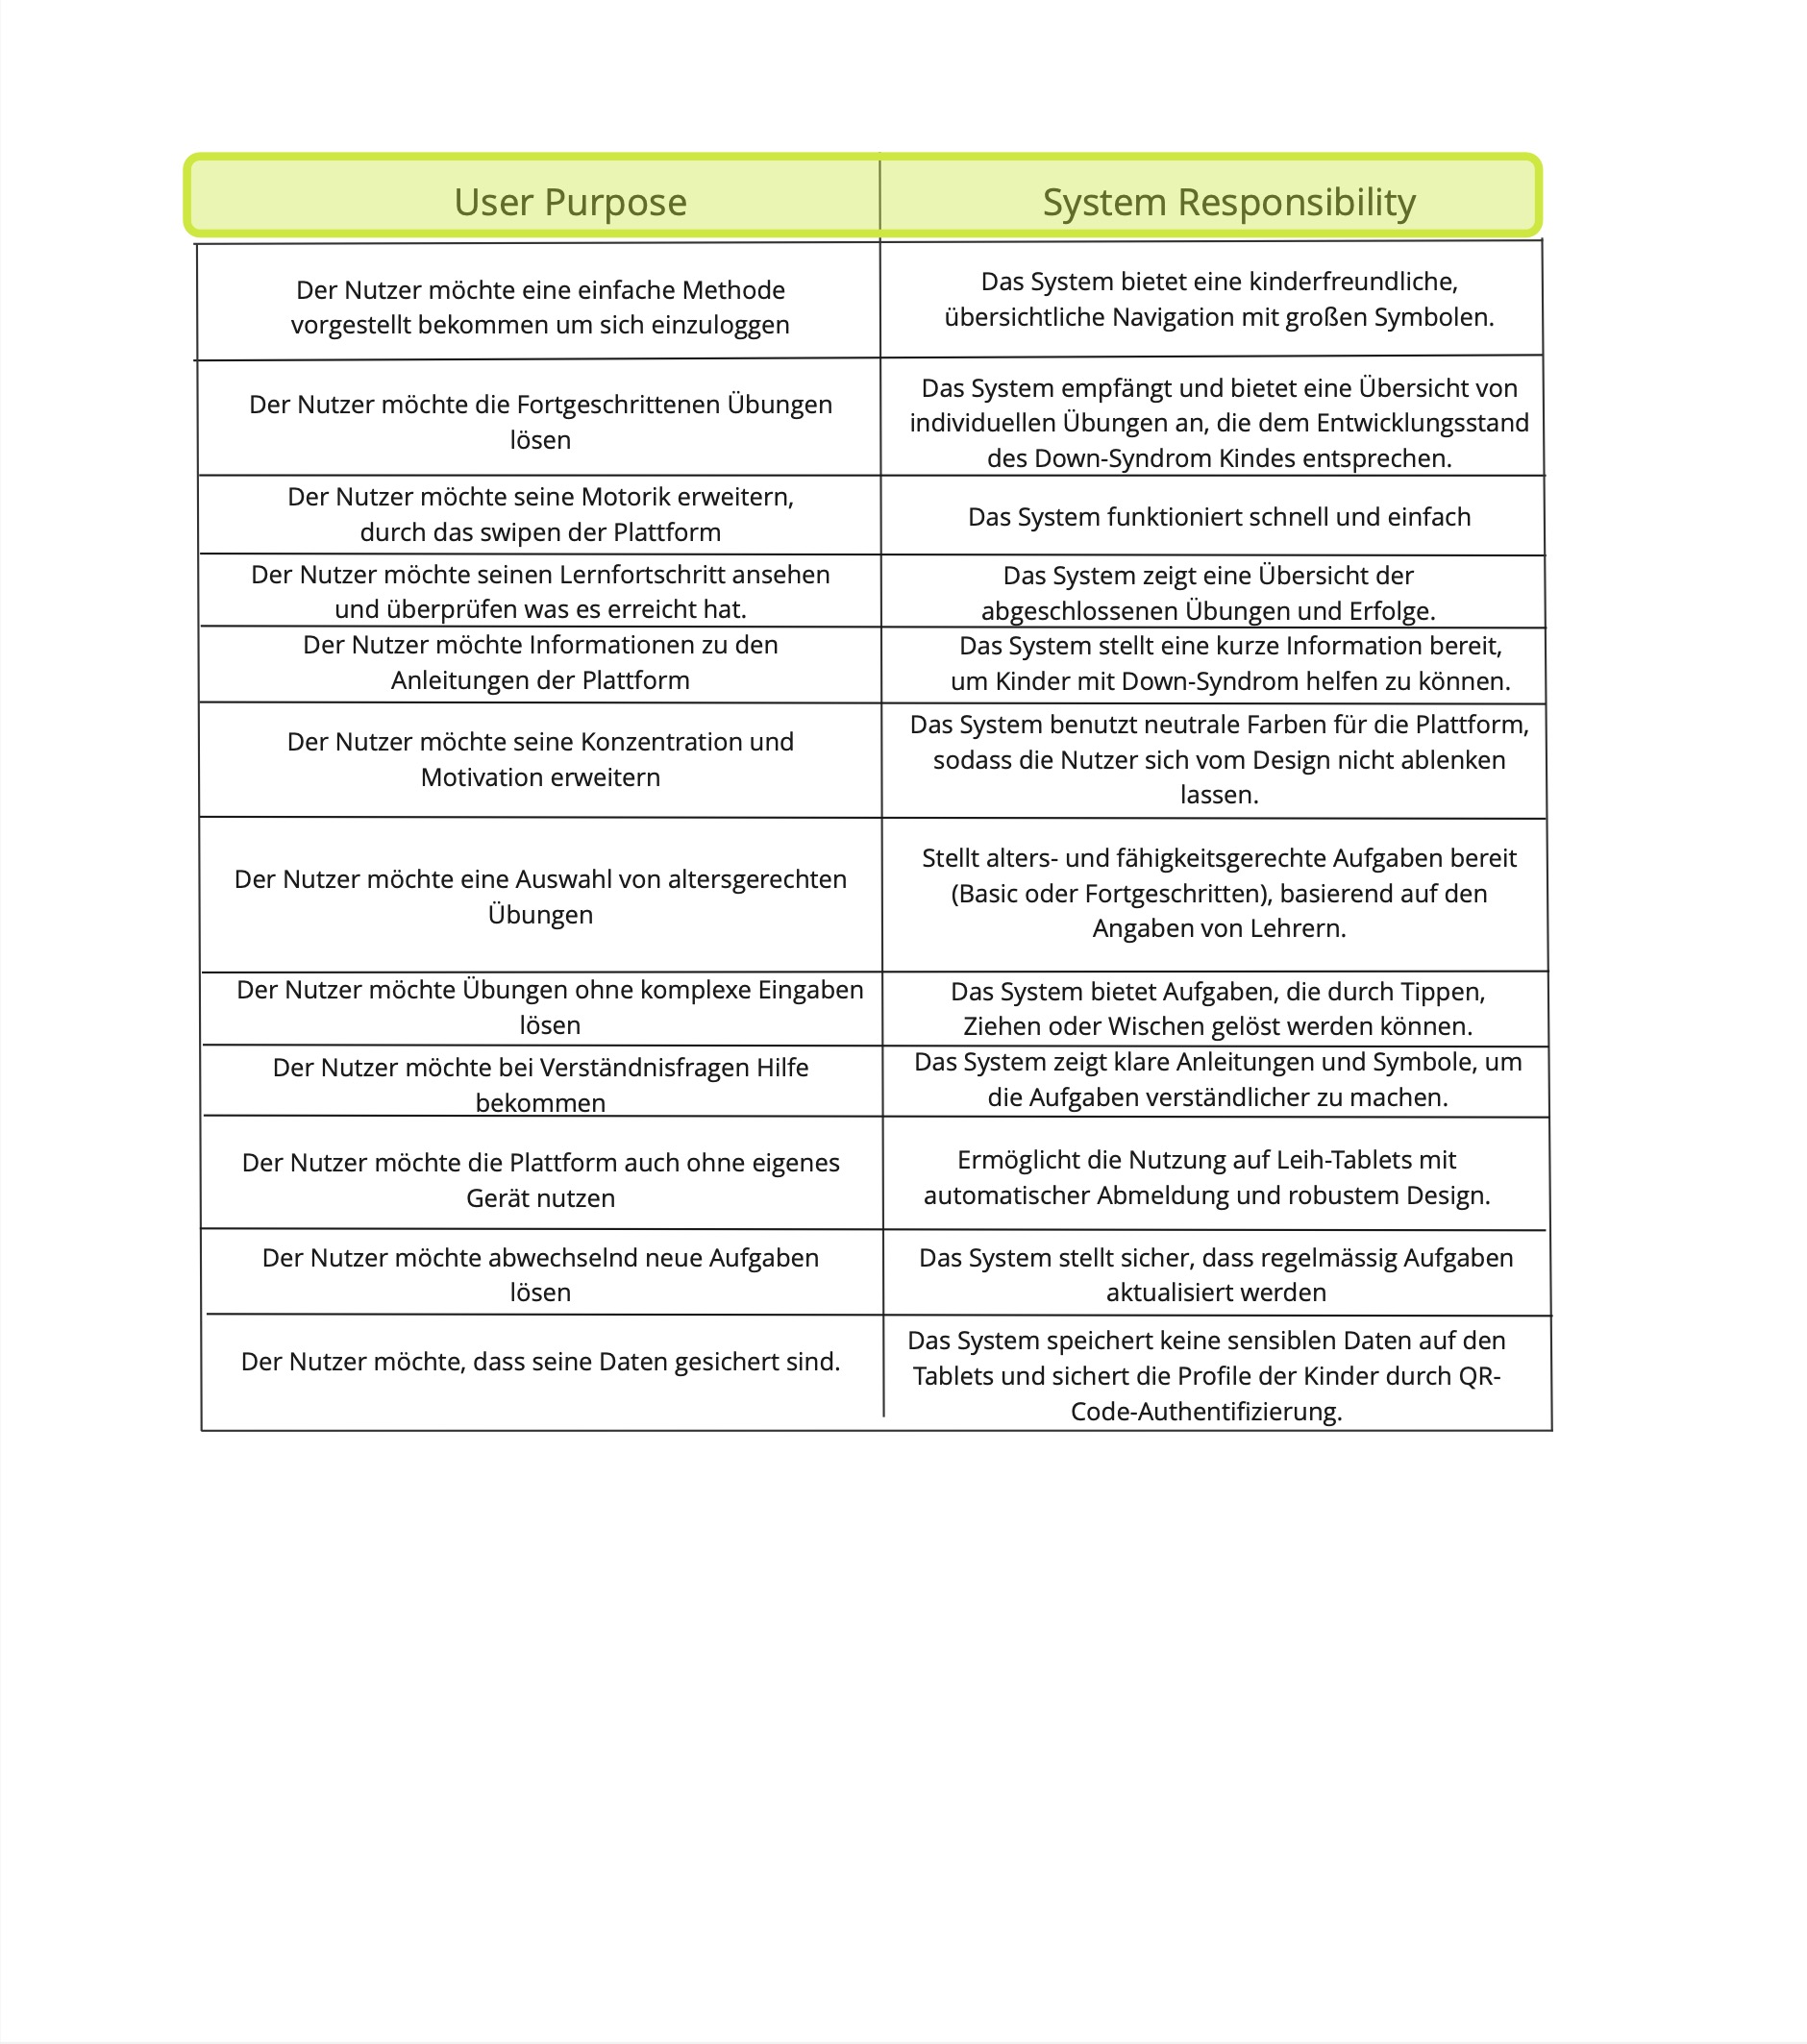 User Purpose
System Responsibility
Der Nutzer möchte eine einfache Methode
vorgestellt bekommen um sich einzuloggen
Das System bietet eine kinderfreundliche,
übersichtliche Navigation mit großen Symbolen.
Der Nutzer möchte die Fortgeschrittenen Übungen
lösen
Das System empfängt und bietet eine Übersicht von
individuellen Übungen an, die dem Entwicklungsstand
des Down-Syndrom Kindes entsprechen.
Der Nutzer möchte seine Motorik erweitern,
durch das swipen der Plattform
Das System funktioniert schnell und einfach
Der Nutzer möchte seinen Lernfortschritt ansehen
und überprüfen was es erreicht hat.
Das System zeigt eine Übersicht der
abgeschlossenen Übungen und Erfolge.
Der Nutzer möchte Informationen zu den
Anleitungen der Plattform
Das System stellt eine kurze Information bereit,
um Kinder mit Down-Syndrom helfen zu können.
Der Nutzer möchte seine Konzentration und
Motivation erweitern
Das System benutzt neutrale Farben für die Plattform,
sodass die Nutzer sich vom Design nicht ablenken
lassen.
Der Nutzer möchte eine Auswahl von altersgerechten
Übungen
Stellt alters- und fähigkeitsgerechte Aufgaben bereit
(Basic oder Fortgeschritten), basierend auf den
Angaben von Lehrern.
Der Nutzer möchte Übungen ohne komplexe Eingaben
lösen
Das System bietet Aufgaben, die durch Tippen,
Ziehen oder Wischen gelöst werden können.
Der Nutzer möchte bei Verständnisfragen Hilfe
bekommen
Das System zeigt klare Anleitungen und Symbole, um
die Aufgaben verständlicher zu machen.
Der Nutzer möchte die Plattform auch ohne eigenes
Gerät nutzen
Ermöglicht die Nutzung auf Leih-Tablets mit
automatischer Abmeldung und robustem Design.
Der Nutzer möchte abwechselnd neue Aufgaben
lösen
Das System stellt sicher, dass regelmässig Aufgaben
aktualisiert werden
Der Nutzer möchte, dass seine Daten gesichert sind.
Das System speichert keine sensiblen Daten auf den
Tablets und sichert die Profile der Kinder durch QR-
Code-Authentifizierung.